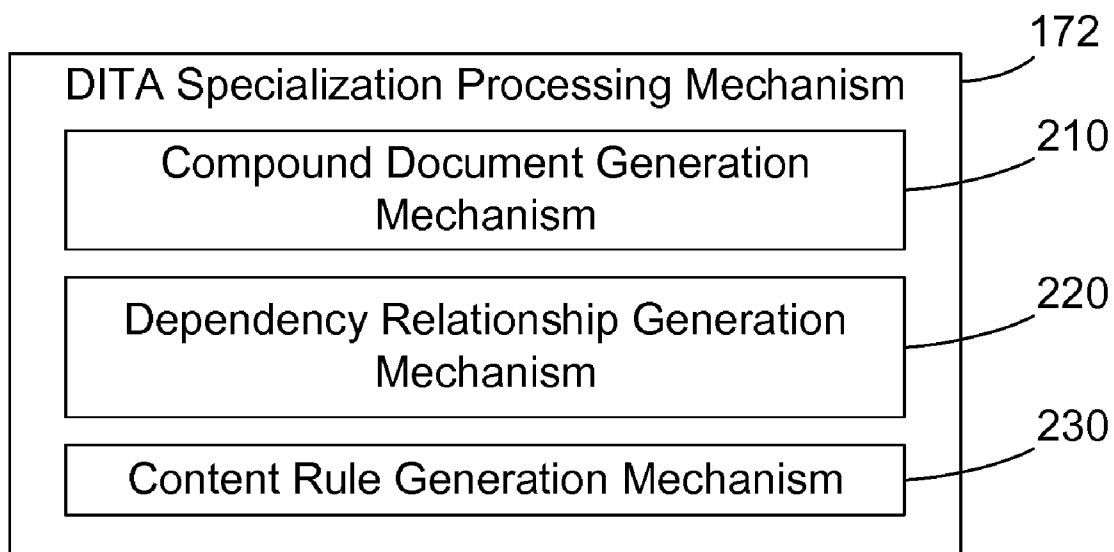 172
DITA Specialization Processing Mechanism
210
Compound Document Generation
Mechanism
220
Dependency Relationship Generation
Mechanism
230
Content Rule Generation Mechanism